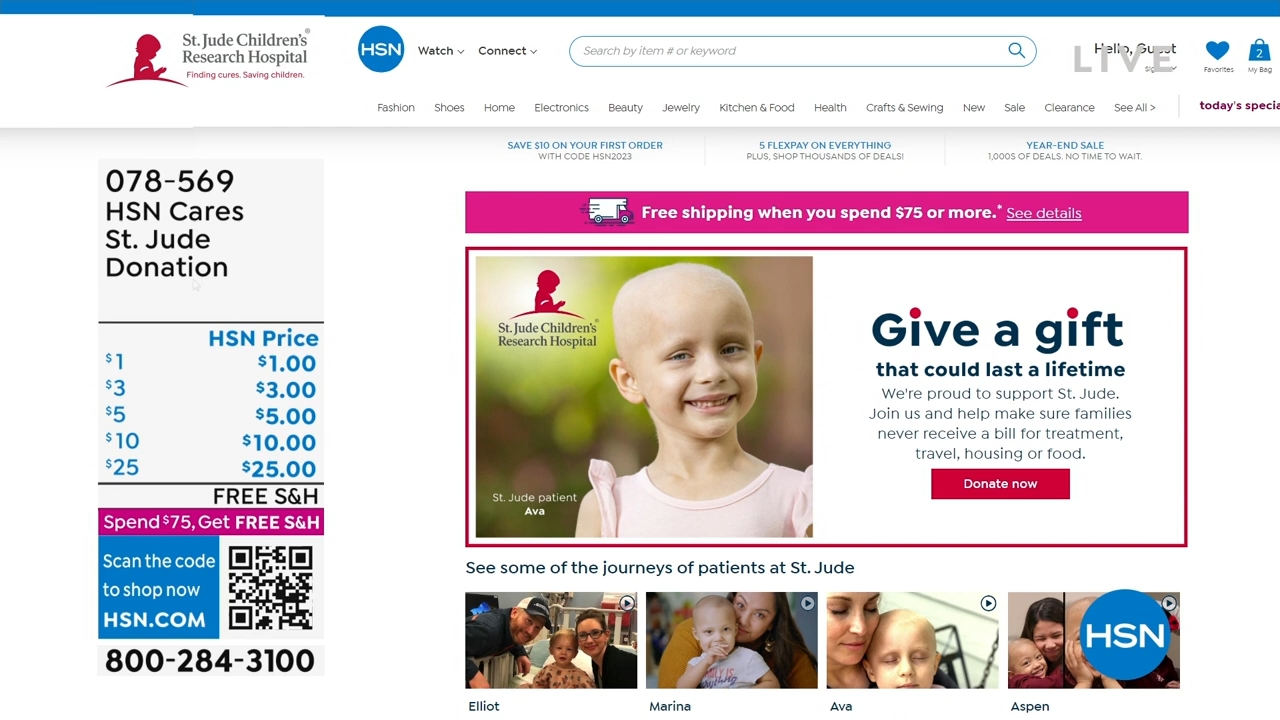 St. Jude Children's®
Research Hospital
Finding cures. Saving children.
HSN
Watch
Connect
Search by item # or keyword
Hello, Guest
LIVE
Favorites
2
My Bag
Fashion
Shoes
Home
Electronics
Beauty
Jewelry
Kitchen & Food
Health
Crafts & Sewing
New
Sale
Clearance
See All >
today's specia
SAVE $10 ON YOUR FIRST ORDER
WITH CODE HSN2023
5 FLEXPAY ON EVERYTHING
PLUS, SHOP THOUSANDS OF DEALS!
YEAR-END SALE
1,000S OF DEALS. NO TIME TO WAIT.
078-569
HSN Cares
St. Jude
Donation
HSN Price
$1 $1.00
$3 $3.00
$5 $5.00
$10 $10.00
$25 $25.00
FREE S&H
Spend $75, Get FREE S&H
Scan the code
to shop now
HSN.COM
800-284-3100
Free shipping when you spend $75 or more.* See details
St. Jude Children's®
Research Hospital
St. Jude patient
Ava
Give a gift
that could last a lifetime
We're proud to support St. Jude.
Join us and help make sure families
never receive a bill for treatment,
travel, housing or food.
Donate now
See some of the journeys of patients at St. Jude
HSN
Elliot
Marina
Ava
Aspen